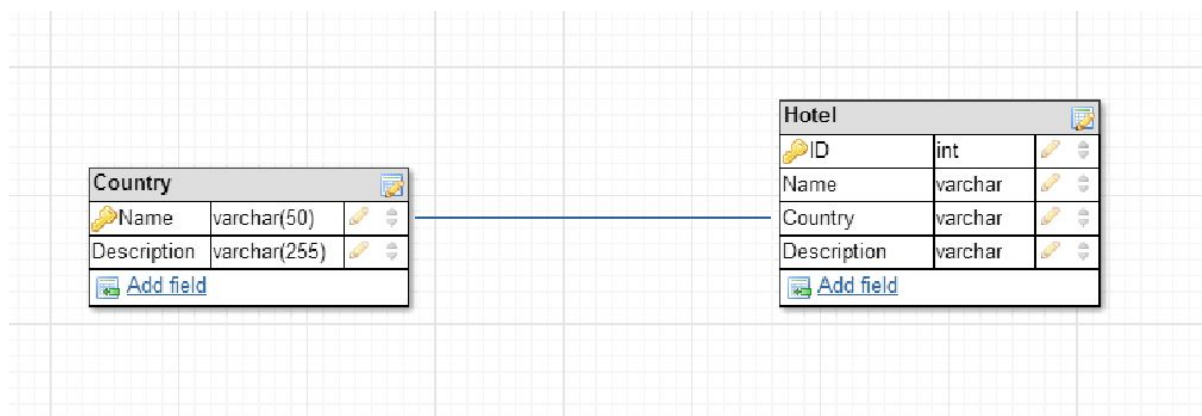 Country
Name varchar(50)
Description varchar(255)
Add field
Hotel
ID int
Name varchar
Country varchar
Description varchar
Add field